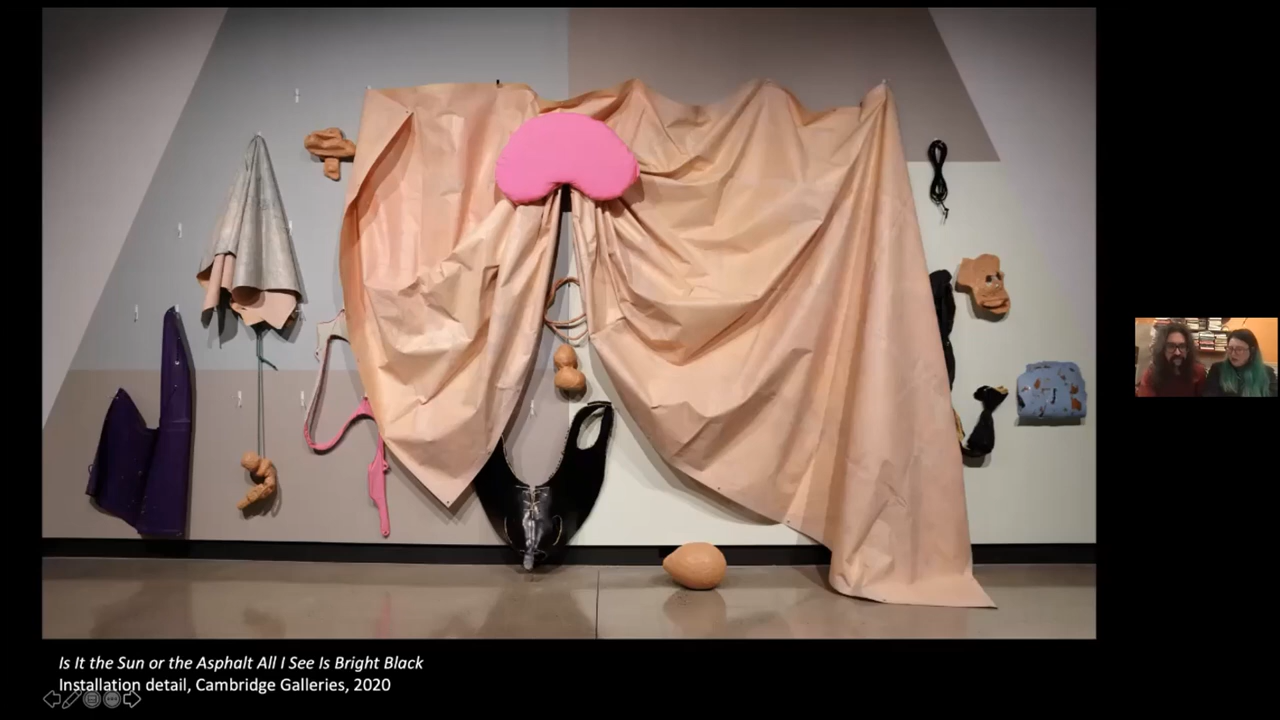 Is It the Sun or the Asphalt All I See Is Bright Black
Installation detail, Cambridge Galleries, 2020